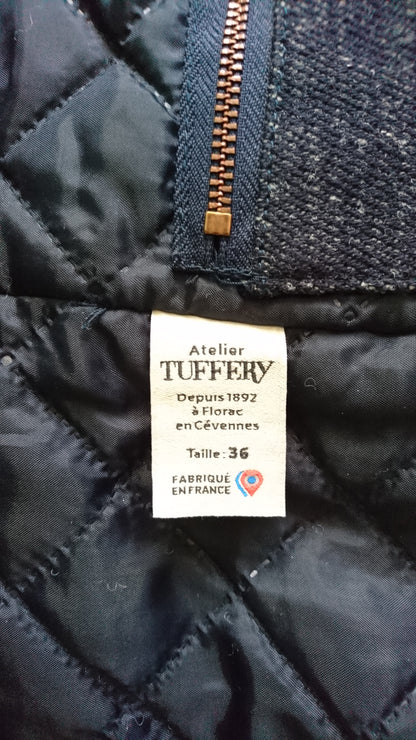 Atelier
TUFFERY
Depuis 1892
à Florac
en Cévennes
Taille: 36
FABRIQUÉ
EN FRANCE